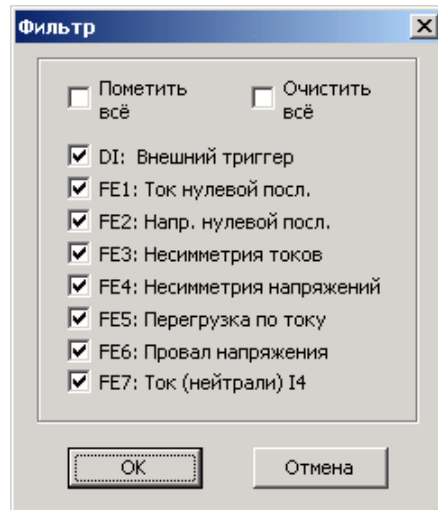 Фильтр
Пометить всё
Очистить всё
DI: Внешний триггер
FE1: Ток нулевой посл.
FE2: Напр. нулевой посл.
FE3: Несимметрия токов
FE4: Несимметрия напряжений
FE5: Перегрузка по току
FE6: Провал напряжения
FE7: Ток (нейтрали) I4
OK
Отмена